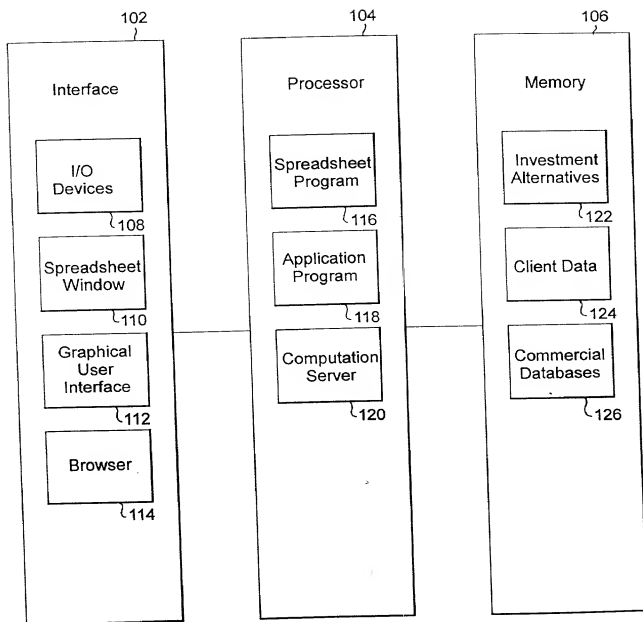 102
Interface
I/O
Devices
108
Spreadsheet
Window
110
Graphical
User
Interface
112
Browser
114
104
Processor
Spreadsheet
Program
116
Application
Program
118
Computation
Server
120
106
Memory
Investment
Alternatives
122
Client Data
124
Commercial
Databases
126